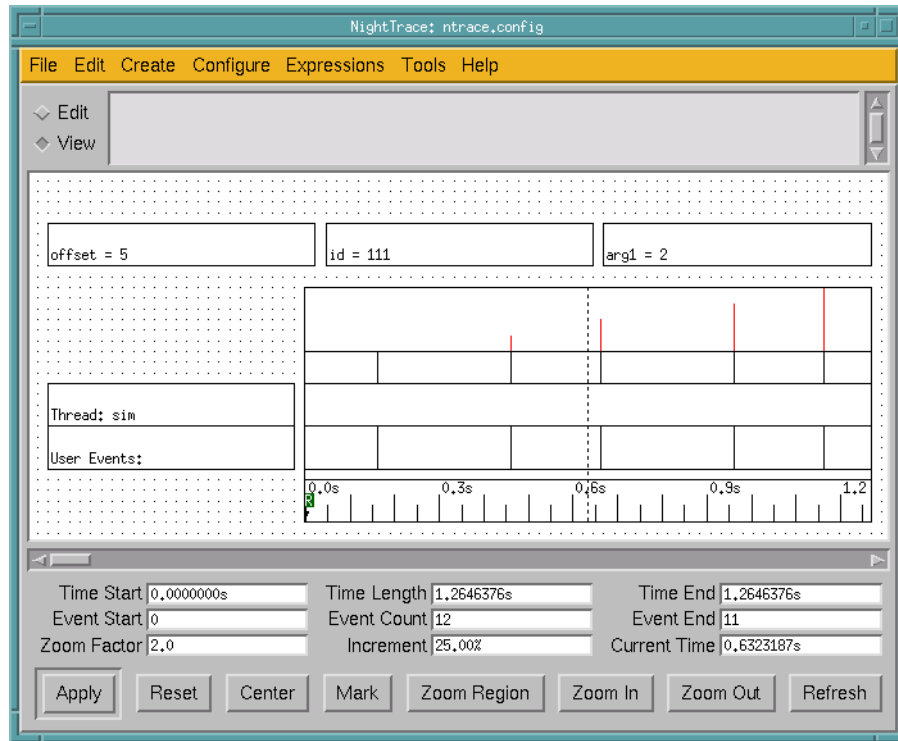 NightTrace: ntrace.config
File Edit Create Configure Expressions Tools Help
Edit
View
offset = 5 id = 111 arg1 = 2
Thread: sim
User Events:
0.0s 0.3s 0.6s 0.9s 1.2
R
Time Start 0.0000000s Time Length 1.2646376s Time End 1.2646376s
Event Start 0 Event Count 12 Event End 11
Zoom Factor 2.0 Increment 25.00% Current Time 0.6323187s
Apply Reset Center Mark Zoom Region Zoom In Zoom Out Refresh